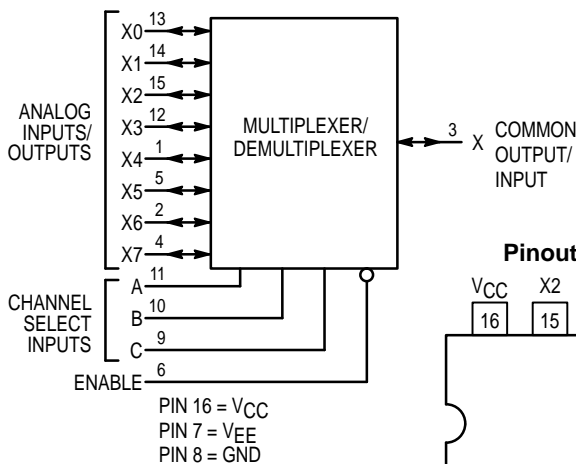 X0 13
X1 14
X2 15
X3 12
X4 1
X5 5
X6 2
X7 4
ANALOG
INPUTS/
OUTPUTS
MULTIPLEXER/
DEMULTIPLEXER
3 X COMMON
OUTPUT/
INPUT
A 11
B 10
C 9
CHANNEL
SELECT
INPUTS
ENABLE 6
PIN 16 = VCC
PIN 7 = VEE
PIN 8 = GND
Pinout
VCC X2
16 15